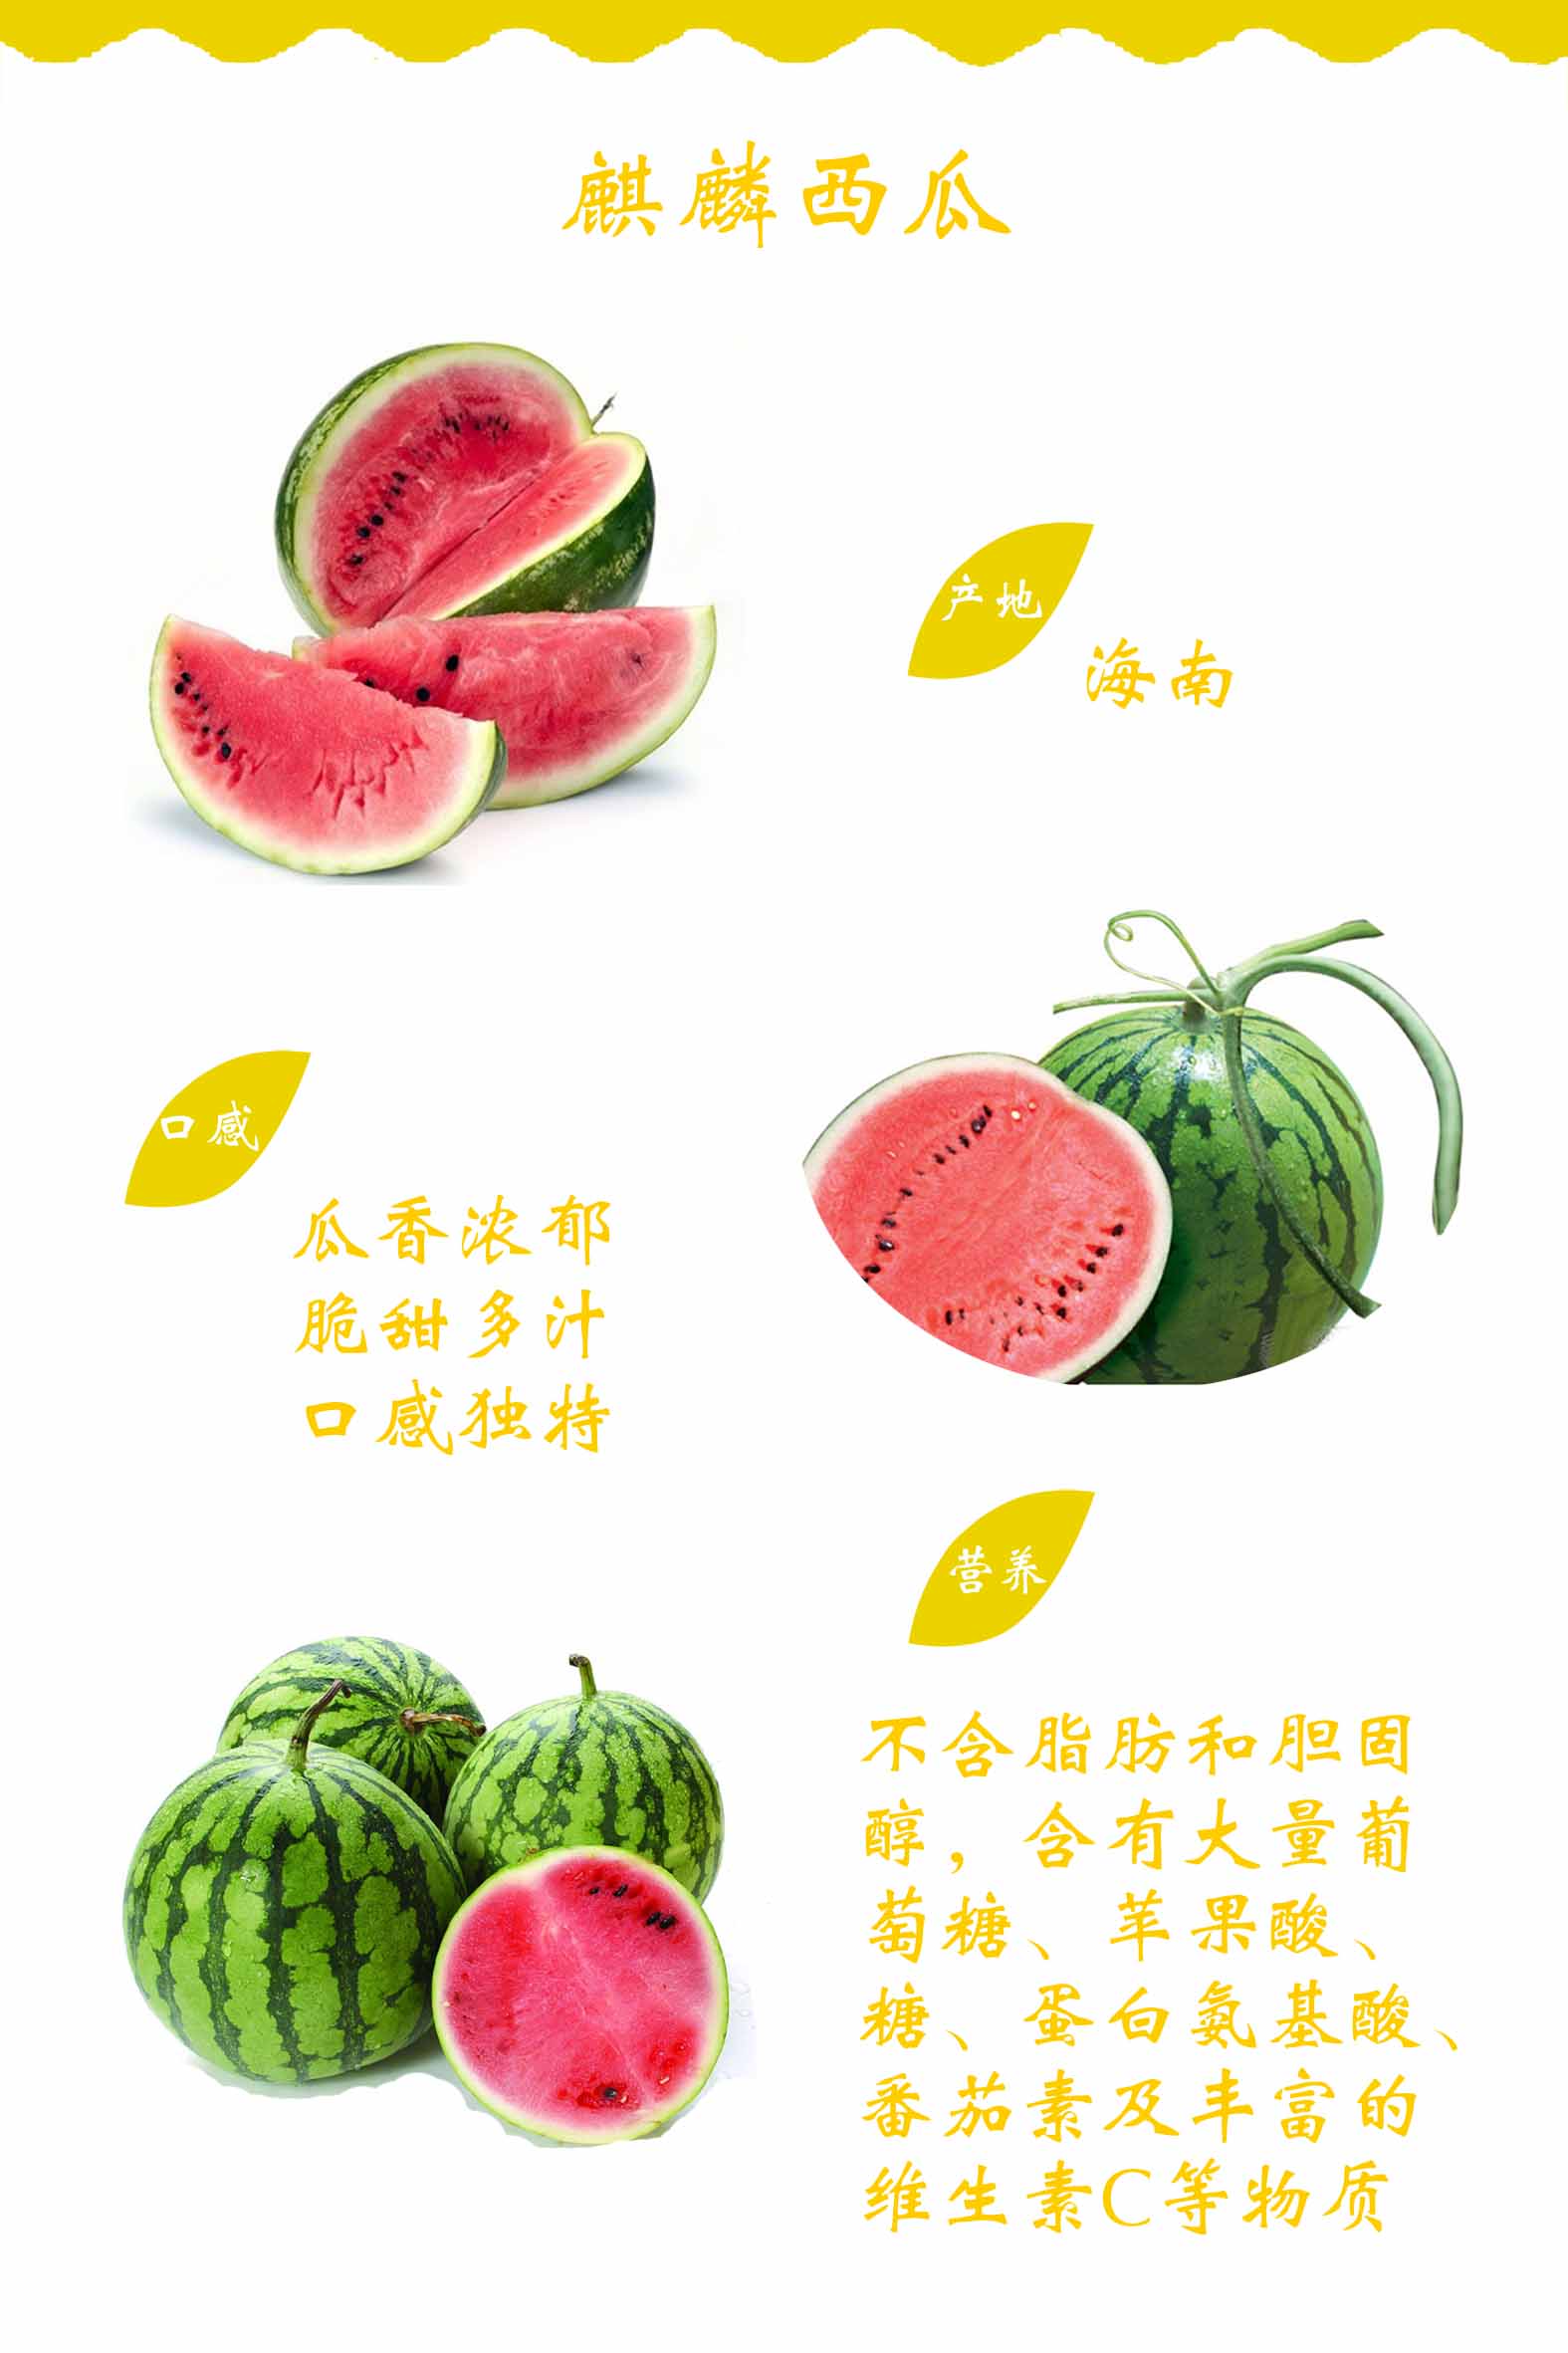 麒麟西瓜
产地
海南
口感
瓜香浓郁
脆甜多汁
口感独特
营养
不含脂肪和胆固
醇，含有大量葡
萄糖、苹果酸、
糖、蛋白氨基酸、
番茄素及丰富的
维生素C等物质